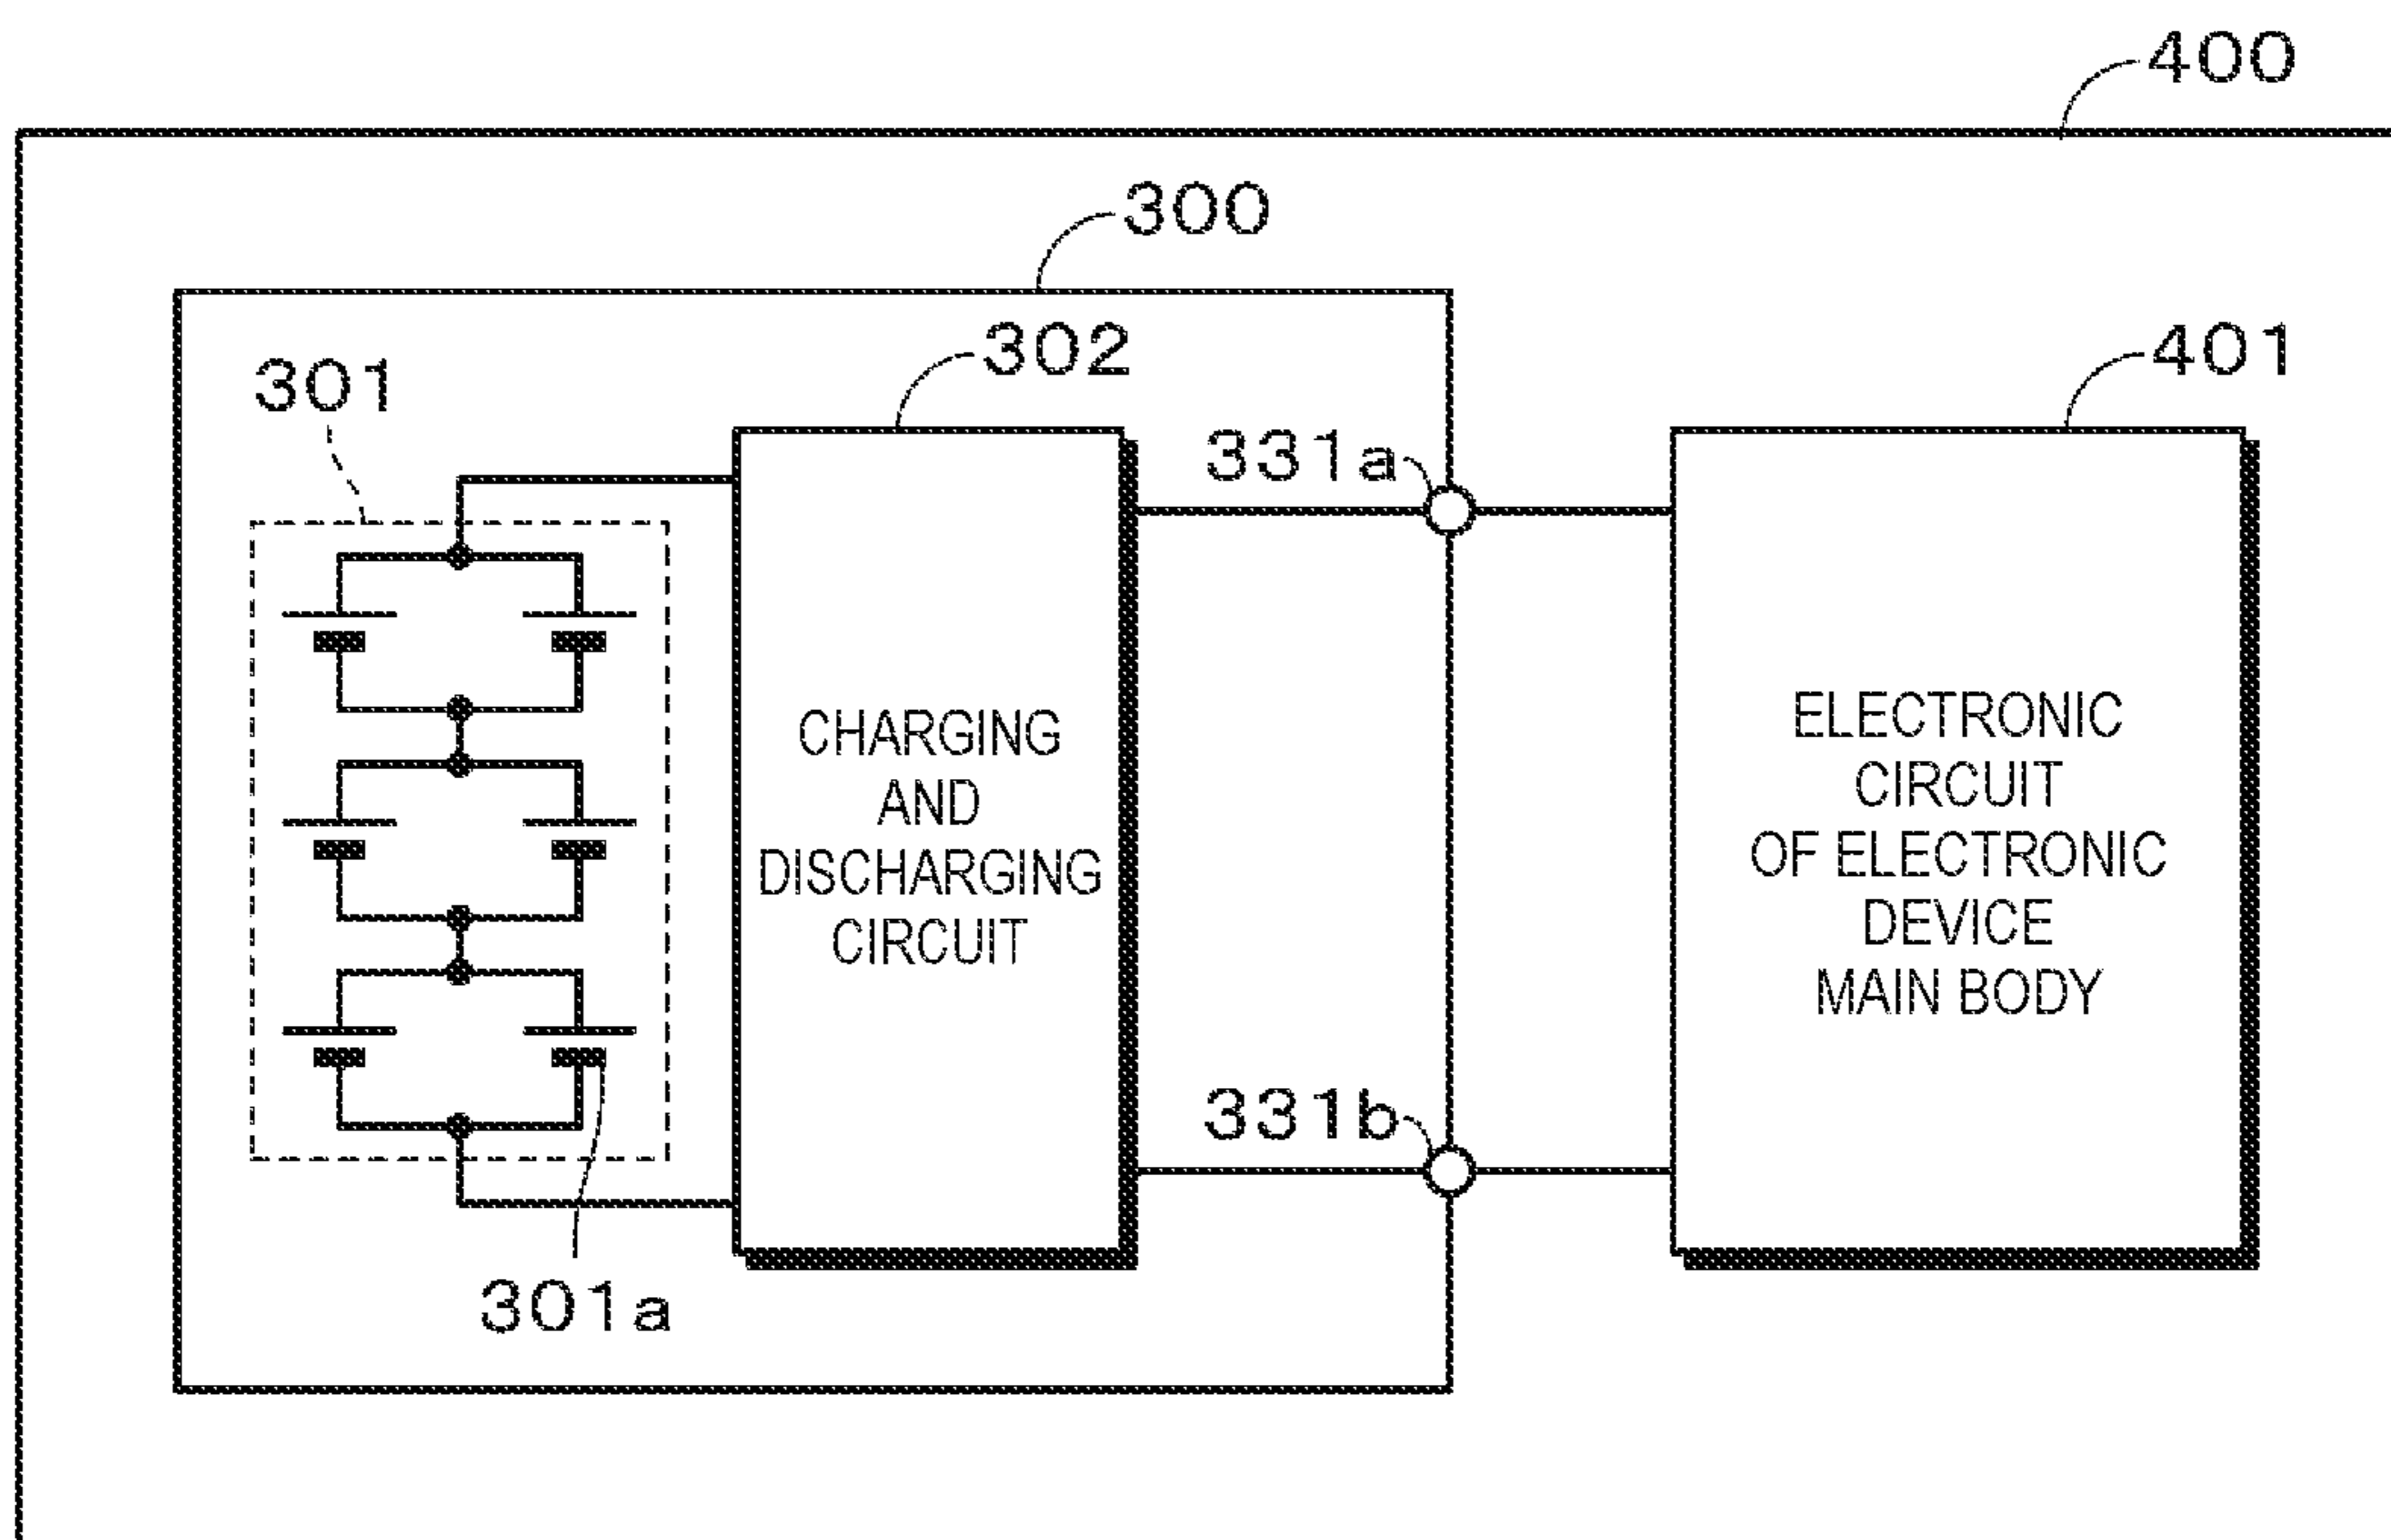 400
300
302
401
301
331a
CHARGING
AND
DISCHARGING
CIRCUIT
ELECTRONIC
CIRCUIT
OF ELECTRONIC
DEVICE
MAIN BODY
331b
301a